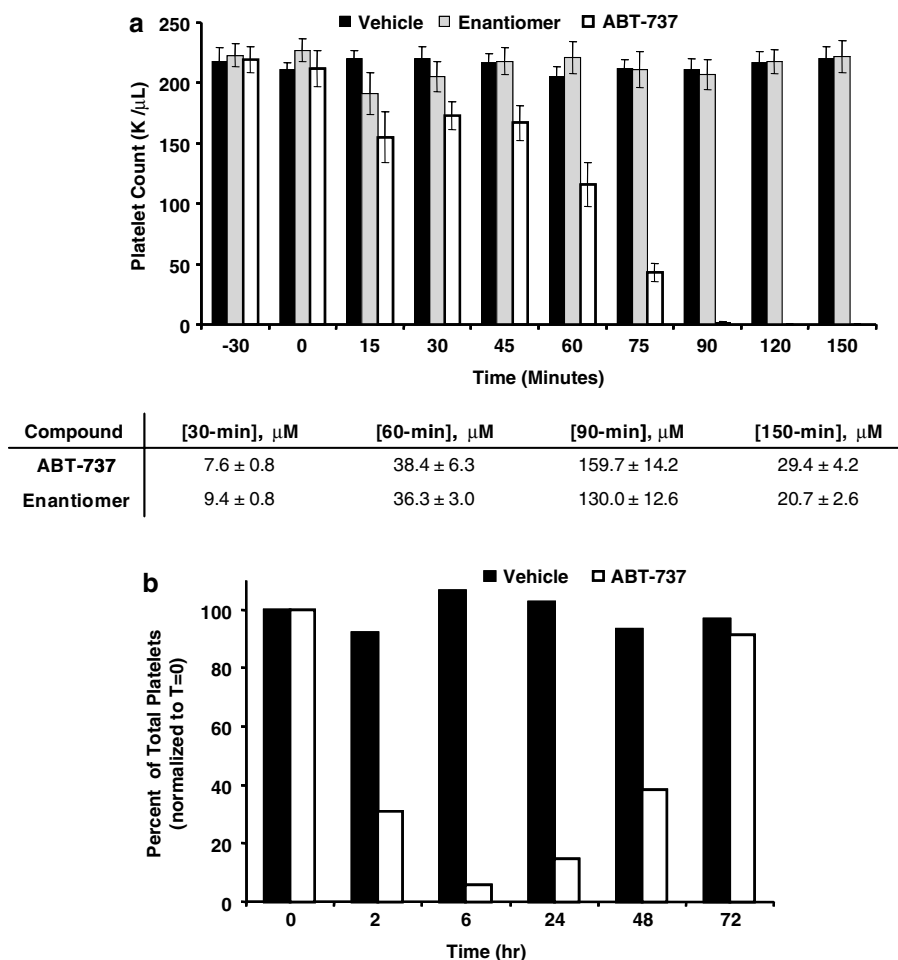 a
Vehicle Enantiomer ABT-737
Platelet Count (K /μL)
250
200
150
100
50
0
-30 0 15 30 45 60 75 90 120 150
Time (Minutes)
Compound [30-min], μM [60-min], μM [90-min], μM [150-min], μM
ABT-737 7.6 ± 0.8 38.4 ± 6.3 159.7 ± 14.2 29.4 ± 4.2
Enantiomer 9.4 ± 0.8 36.3 ± 3.0 130.0 ± 12.6 20.7 ± 2.6
b
Vehicle ABT-737
Percent of Total Platelets
(normalized to T=0)
100
80
60
40
20
0
0 2 6 24 48 72
Time (hr)